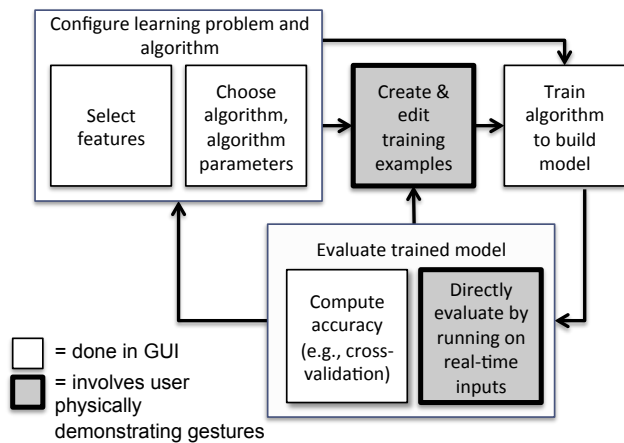 Configure learning problem and
algorithm
Select
features
Choose
algorithm,
algorithm
parameters
Create &
edit
training
examples
Train
algorithm
to build
model
Evaluate trained model
Compute
accuracy
(e.g., cross-
validation)
Directly
evaluate by
running on
real-time
inputs
= done in GUI
= involves user
physically
demonstrating gestures